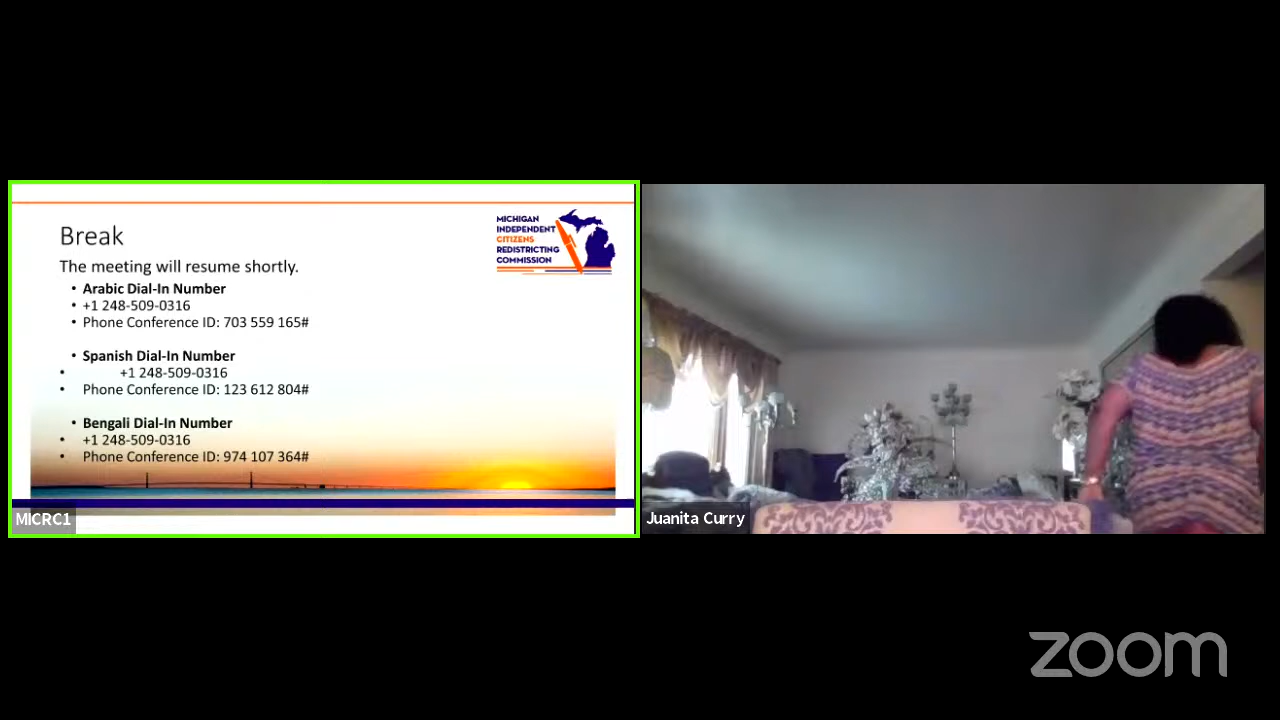 Break
The meeting will resume shortly.
• Arabic Dial-In Number
• +1 248-509-0316
• Phone Conference ID: 703 559 165#
• Spanish Dial-In Number
• +1 248-509-0316
• Phone Conference ID: 123 612 804#
• Bengali Dial-In Number
• +1 248-509-0316
• Phone Conference ID: 974 107 364#
MICHIGAN
INDEPENDENT
CITIZENS
REDISTRICTING
COMMISSION
MICRC1
Juanita Curry
zoom